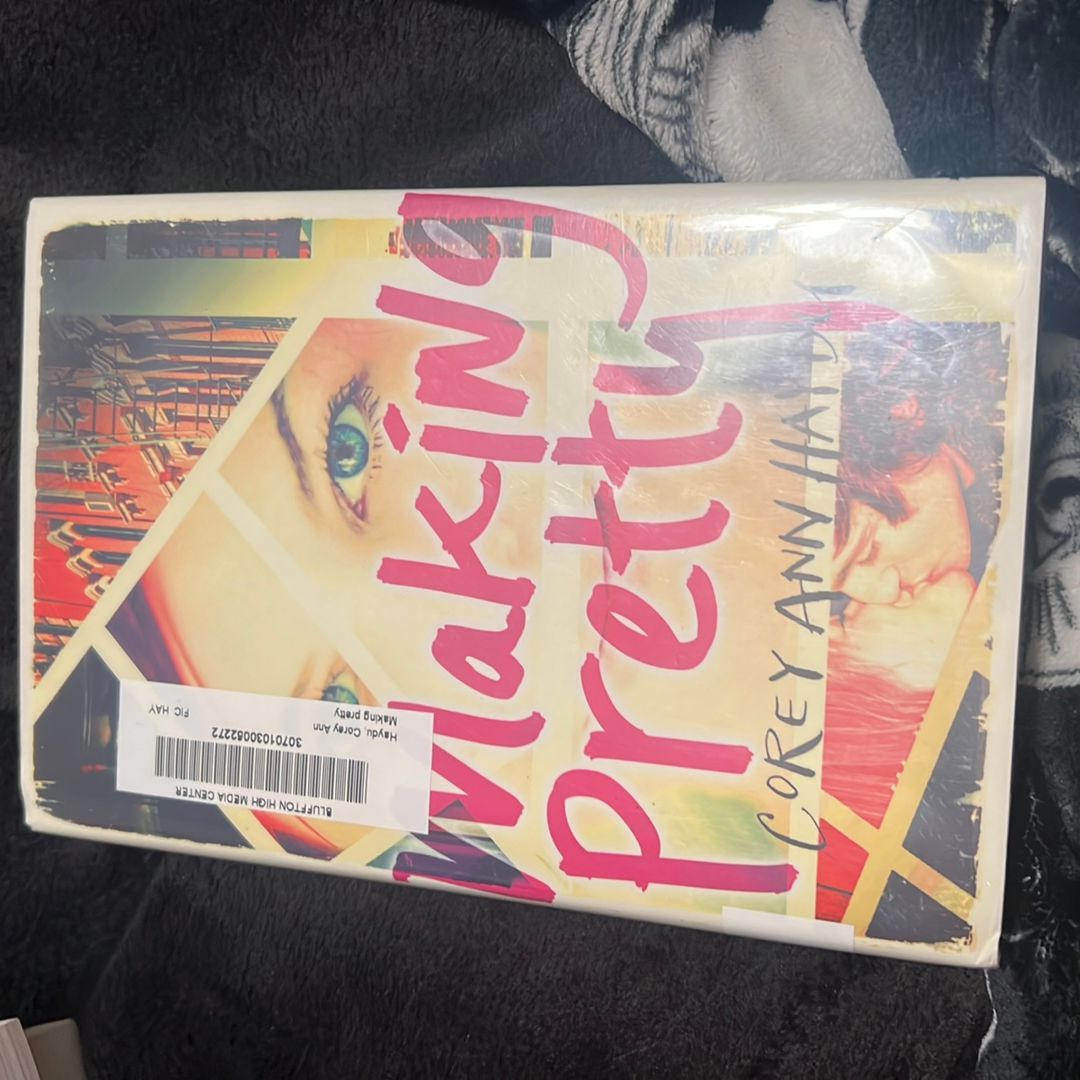 Making
pretty
COREY ANN HAYDU
BLUFFTON HIGH MEDIA CENTER
30701030082272
Haydu, Corey Ann
Making pretty
FIC HAY